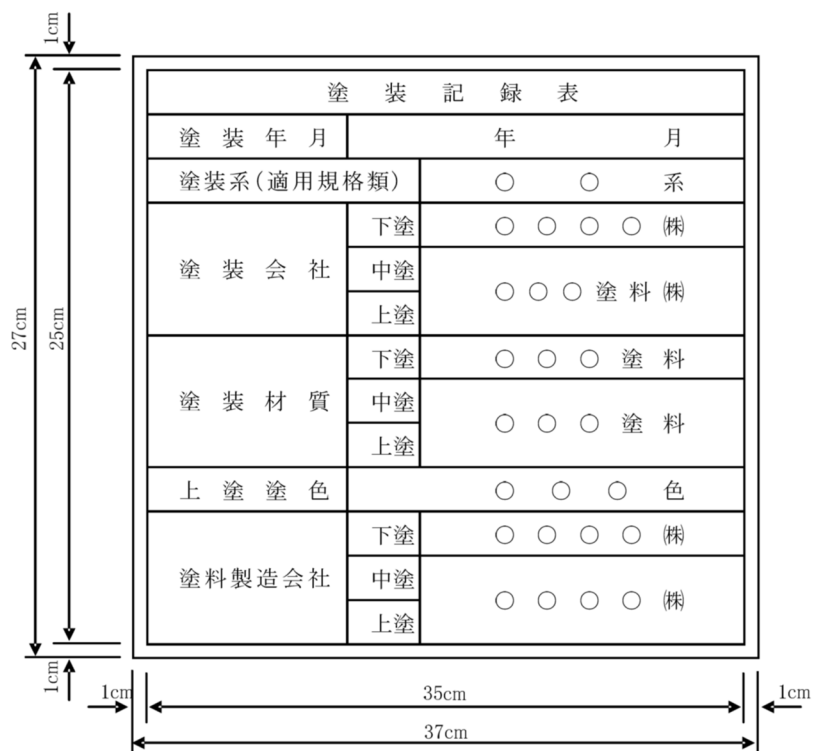 1cm
塗装記録表
塗装年月 年 月
塗装系(適用規格類) ○ ○ 系
塗装会社 下塗 ○○○○㈱
中塗
○○○塗料㈱
上塗
塗装材質 下塗 ○○○塗料
中塗
○○○塗料
上塗
上塗塗色 ○○○色
塗料製造会社 下塗 ○○○○㈱
中塗
○○○○㈱
上塗
27cm
25cm
1cm
1cm
35cm
1cm
37cm